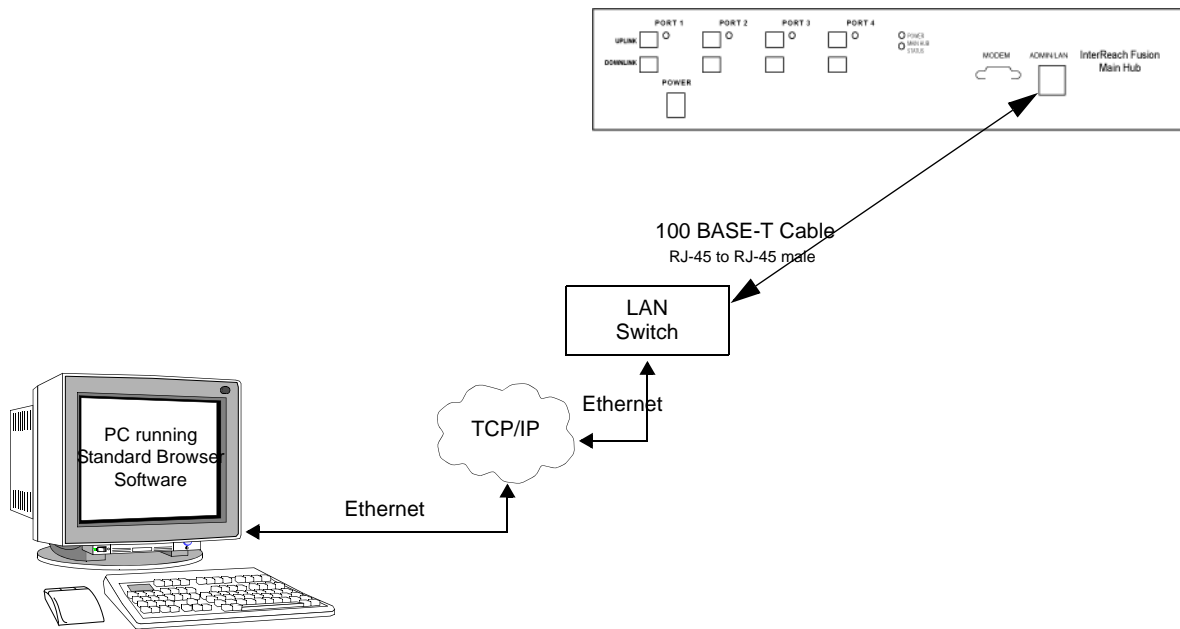 PORT 1 PORT 2 PORT 3 PORT 4
UPLINK
POWER
MAIN HUB
STATUS
DOWNLINK
POWER
MODEM
ADMIN/LAN
InterReach Fusion
Main Hub
100 BASE-T Cable
RJ-45 to RJ-45 male
LAN
Switch
Ethernet
TCP/IP
PC running
Standard Browser
Software
Ethernet